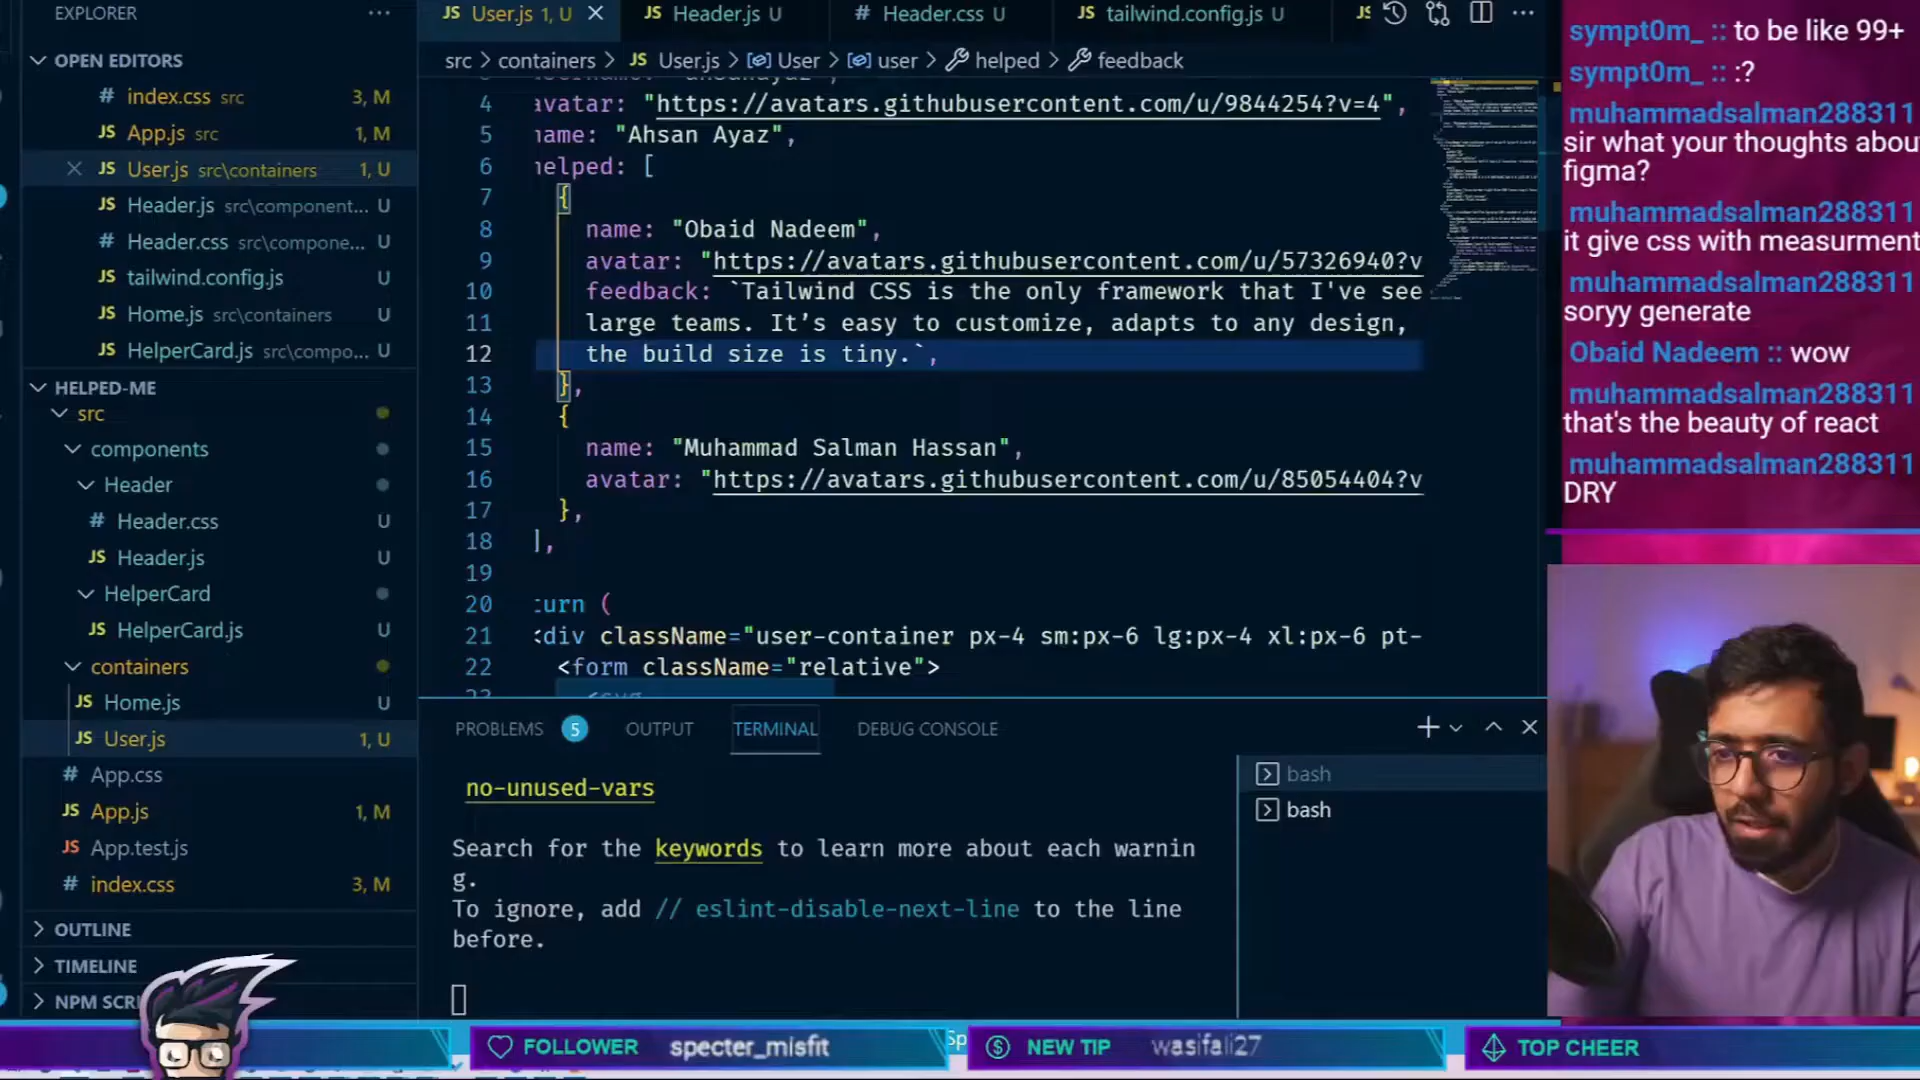 EXPLORER
OPEN EDITORS
# index.css src 3, M
JS App.js src 1, M
JS User.js src\containers 1, U
JS Header.js src\component... U
# Header.css src\compone... U
tailwind.config.js U
Home.js src\containers U
HelperCard.js src\compo... U
HELPED-ME
src
components
Header
# Header.css U
JS Header.js U
HelperCard
JS HelperCard.js U
containers
JS Home.js U
JS User.js 1, U
# App.css
JS App.js 1, M
JS App.test.js
# index.css 3, M
OUTLINE
TIMELINE
NPM SCRI
JS User.js 1, U
JS Header.js U
# Header.css U
JS tailwind.config.js U
src > containers > JS User.js > User > user > helped > feedback
4 avatar: "https://avatars.githubusercontent.com/u/9844254?v=4",
5 name: "Ahsan Ayaz",
6 helped: [
7 {
8 name: "Obaid Nadeem",
9 avatar: "https://avatars.githubusercontent.com/u/57326940?v
10 feedback: `Tailwind CSS is the only framework that I've see
11 large teams. It’s easy to customize, adapts to any design,
12 the build size is tiny.`,
13 },
14 {
15 name: "Muhammad Salman Hassan",
16 avatar: "https://avatars.githubusercontent.com/u/85054404?v
17 },
18 ],
19
20 turn (
21 <div className="user-container px-4 sm:px-6 lg:px-4 xl:px-6 pt-
22 <form className="relative">
PROBLEMS 5 OUTPUT TERMINAL DEBUG CONSOLE
no-unused-vars
Search for the keywords to learn more about each warnin
g.
To ignore, add // eslint-disable-next-line to the line
before.
bash
bash
sympt0m_ :: to be like 99+
sympt0m_ :: :?
muhammadsalman288311
sir what your thoughts abou
figma?
muhammadsalman288311
it give css with measurment
muhammadsalman288311
soryy generate
Obaid Nadeem :: wow
muhammadsalman288311
that's the beauty of react
muhammadsalman288311
DRY
FOLLOWER specter_misfit
NEW TIP wasifali27
TOP CHEER